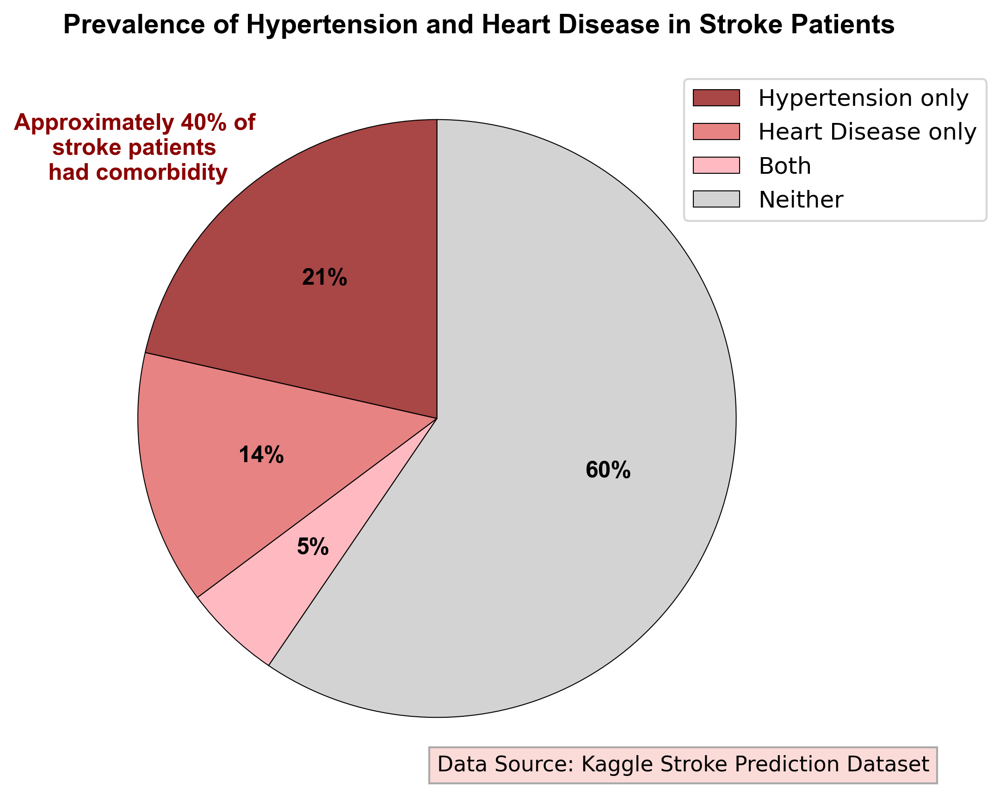 Prevalence of Hypertension and Heart Disease in Stroke Patients
Approximately 40% of
stroke patients
had comorbidity
Hypertension only
Heart Disease only
Both
Neither
21%
14%
60%
5%
Data Source: Kaggle Stroke Prediction Dataset